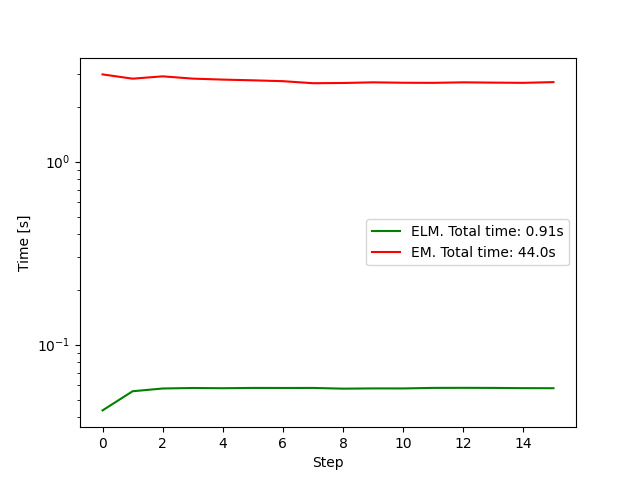 Time [s]
10⁰
10⁻¹
ELM. Total time: 0.91s
EM. Total time: 44.0s
0 2 4 6 8 10 12 14
Step